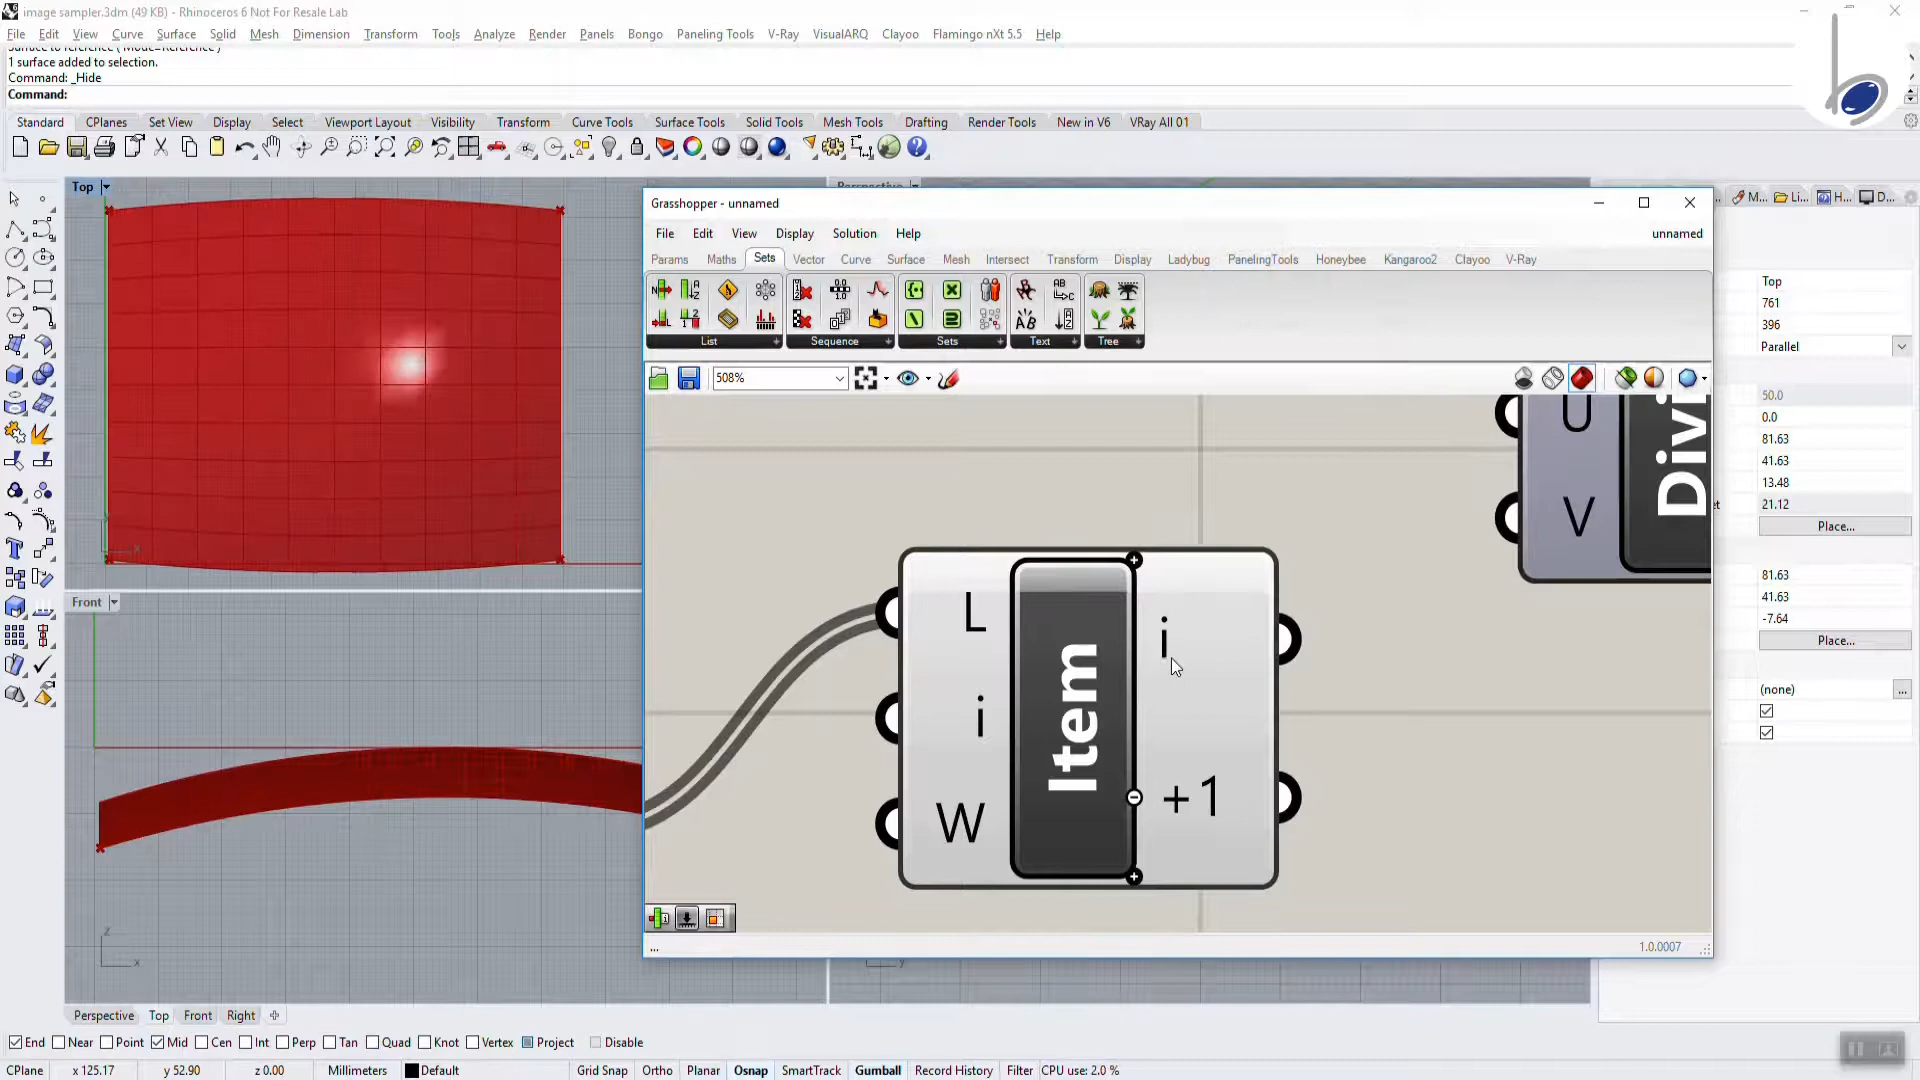 image sampler.3dm (49 KB) - Rhinoceros 6 Not For Resale Lab
File Edit View Curve Surface Solid Mesh Dimension Transform Tools Analyze Render Panels Bongo Paneling Tools V-Ray VisualARQ Clayoo Flamingo nXt 5.5 Help
1 surface added to selection.
Command: _Hide
Command:
Standard CPlanes Set View Display Select Viewport Layout Visibility Transform Curve Tools Surface Tools Solid Tools Mesh Tools Drafting Render Tools New in V6 VRay All 01
Top
Perspective
M... Li... H... D...
Grasshopper - unnamed
File Edit View Display Solution Help unnamed
Params Maths Sets Vector Curve Surface Mesh Intersect Transform Display Ladybug PanelingTools Honeybee Kangaroo2 Clayoo V-Ray
List Sequence Sets Text Tree
508%
U
V
Divi
L
i
W
Item
i
+1
...
1.0.0007
Top
761
396
Parallel
50.0
0.0
81.63
41.63
13.48
21.12
Place...
81.63
41.63
-7.64
Place...
(none) ...
Front
z
x
x
y
Perspective Top Front Right
End Near Point Mid Cen Int Perp Tan Quad Knot Vertex Project Disable
CPlane x 125.17 y 52.90 z 0.00 Millimeters Default Grid Snap Ortho Planar Osnap SmartTrack Gumball Record History Filter CPU use: 2.0 %